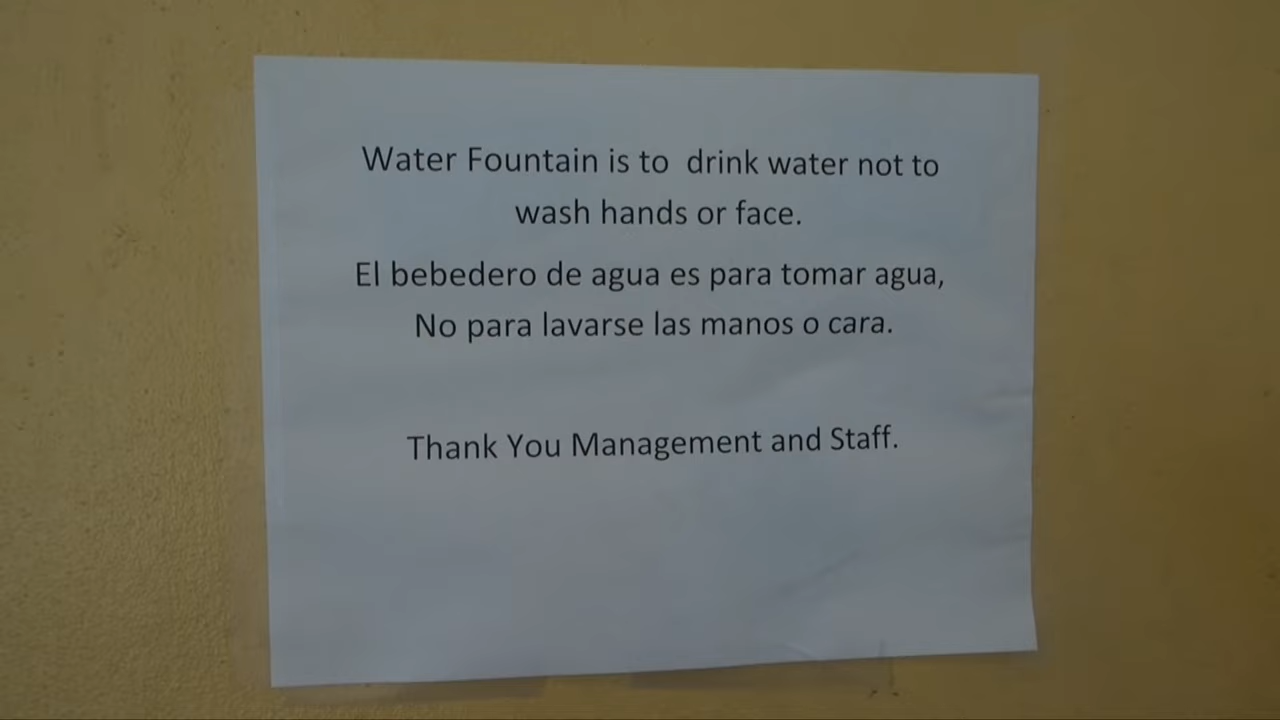 Water Fountain is to  drink water not to
wash hands or face.
El bebedero de agua es para tomar agua,
No para lavarse las manos o cara.
Thank You Management and Staff.